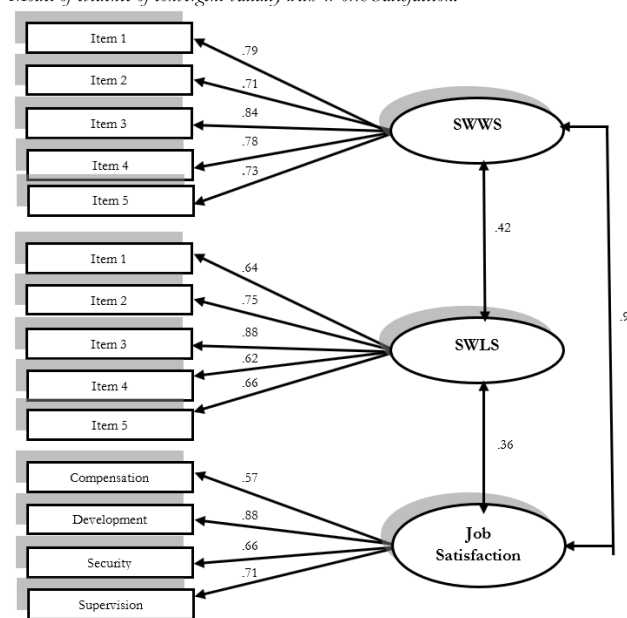 Item 1
.79
Item 2
.71
Item 3
.84
SWWS
Item 4
.78
Item 5
.73
.42
Item 1
.64
Item 2
.75
Item 3
.88
SWLS
Item 4
.62
Item 5
.66
.36
Compensation
.57
Development
.88
Job
Satisfaction
Security
.66
Supervision
.71